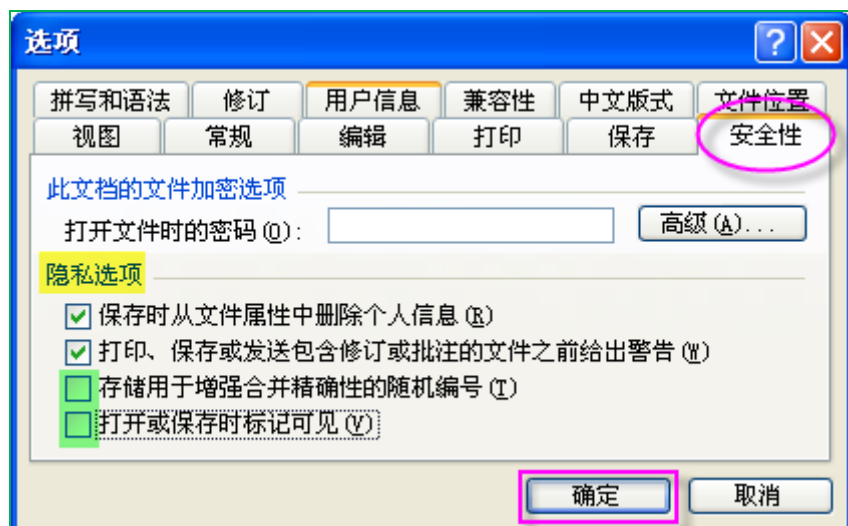 选项
拼写和语法 修订 用户信息 兼容性 中文版式 文件位置
视图 常规 编辑 打印 保存 安全性
此文档的文件加密选项
打开文件时的密码(O): 高级(A)...
隐私选项
保存时从文件属性中删除个人信息(R)
打印、保存或发送包含修订或批注的文件之前给出警告(W)
存储用于增强合并精确性的随机编号(T)
打开或保存时标记可见(V)
确定 取消